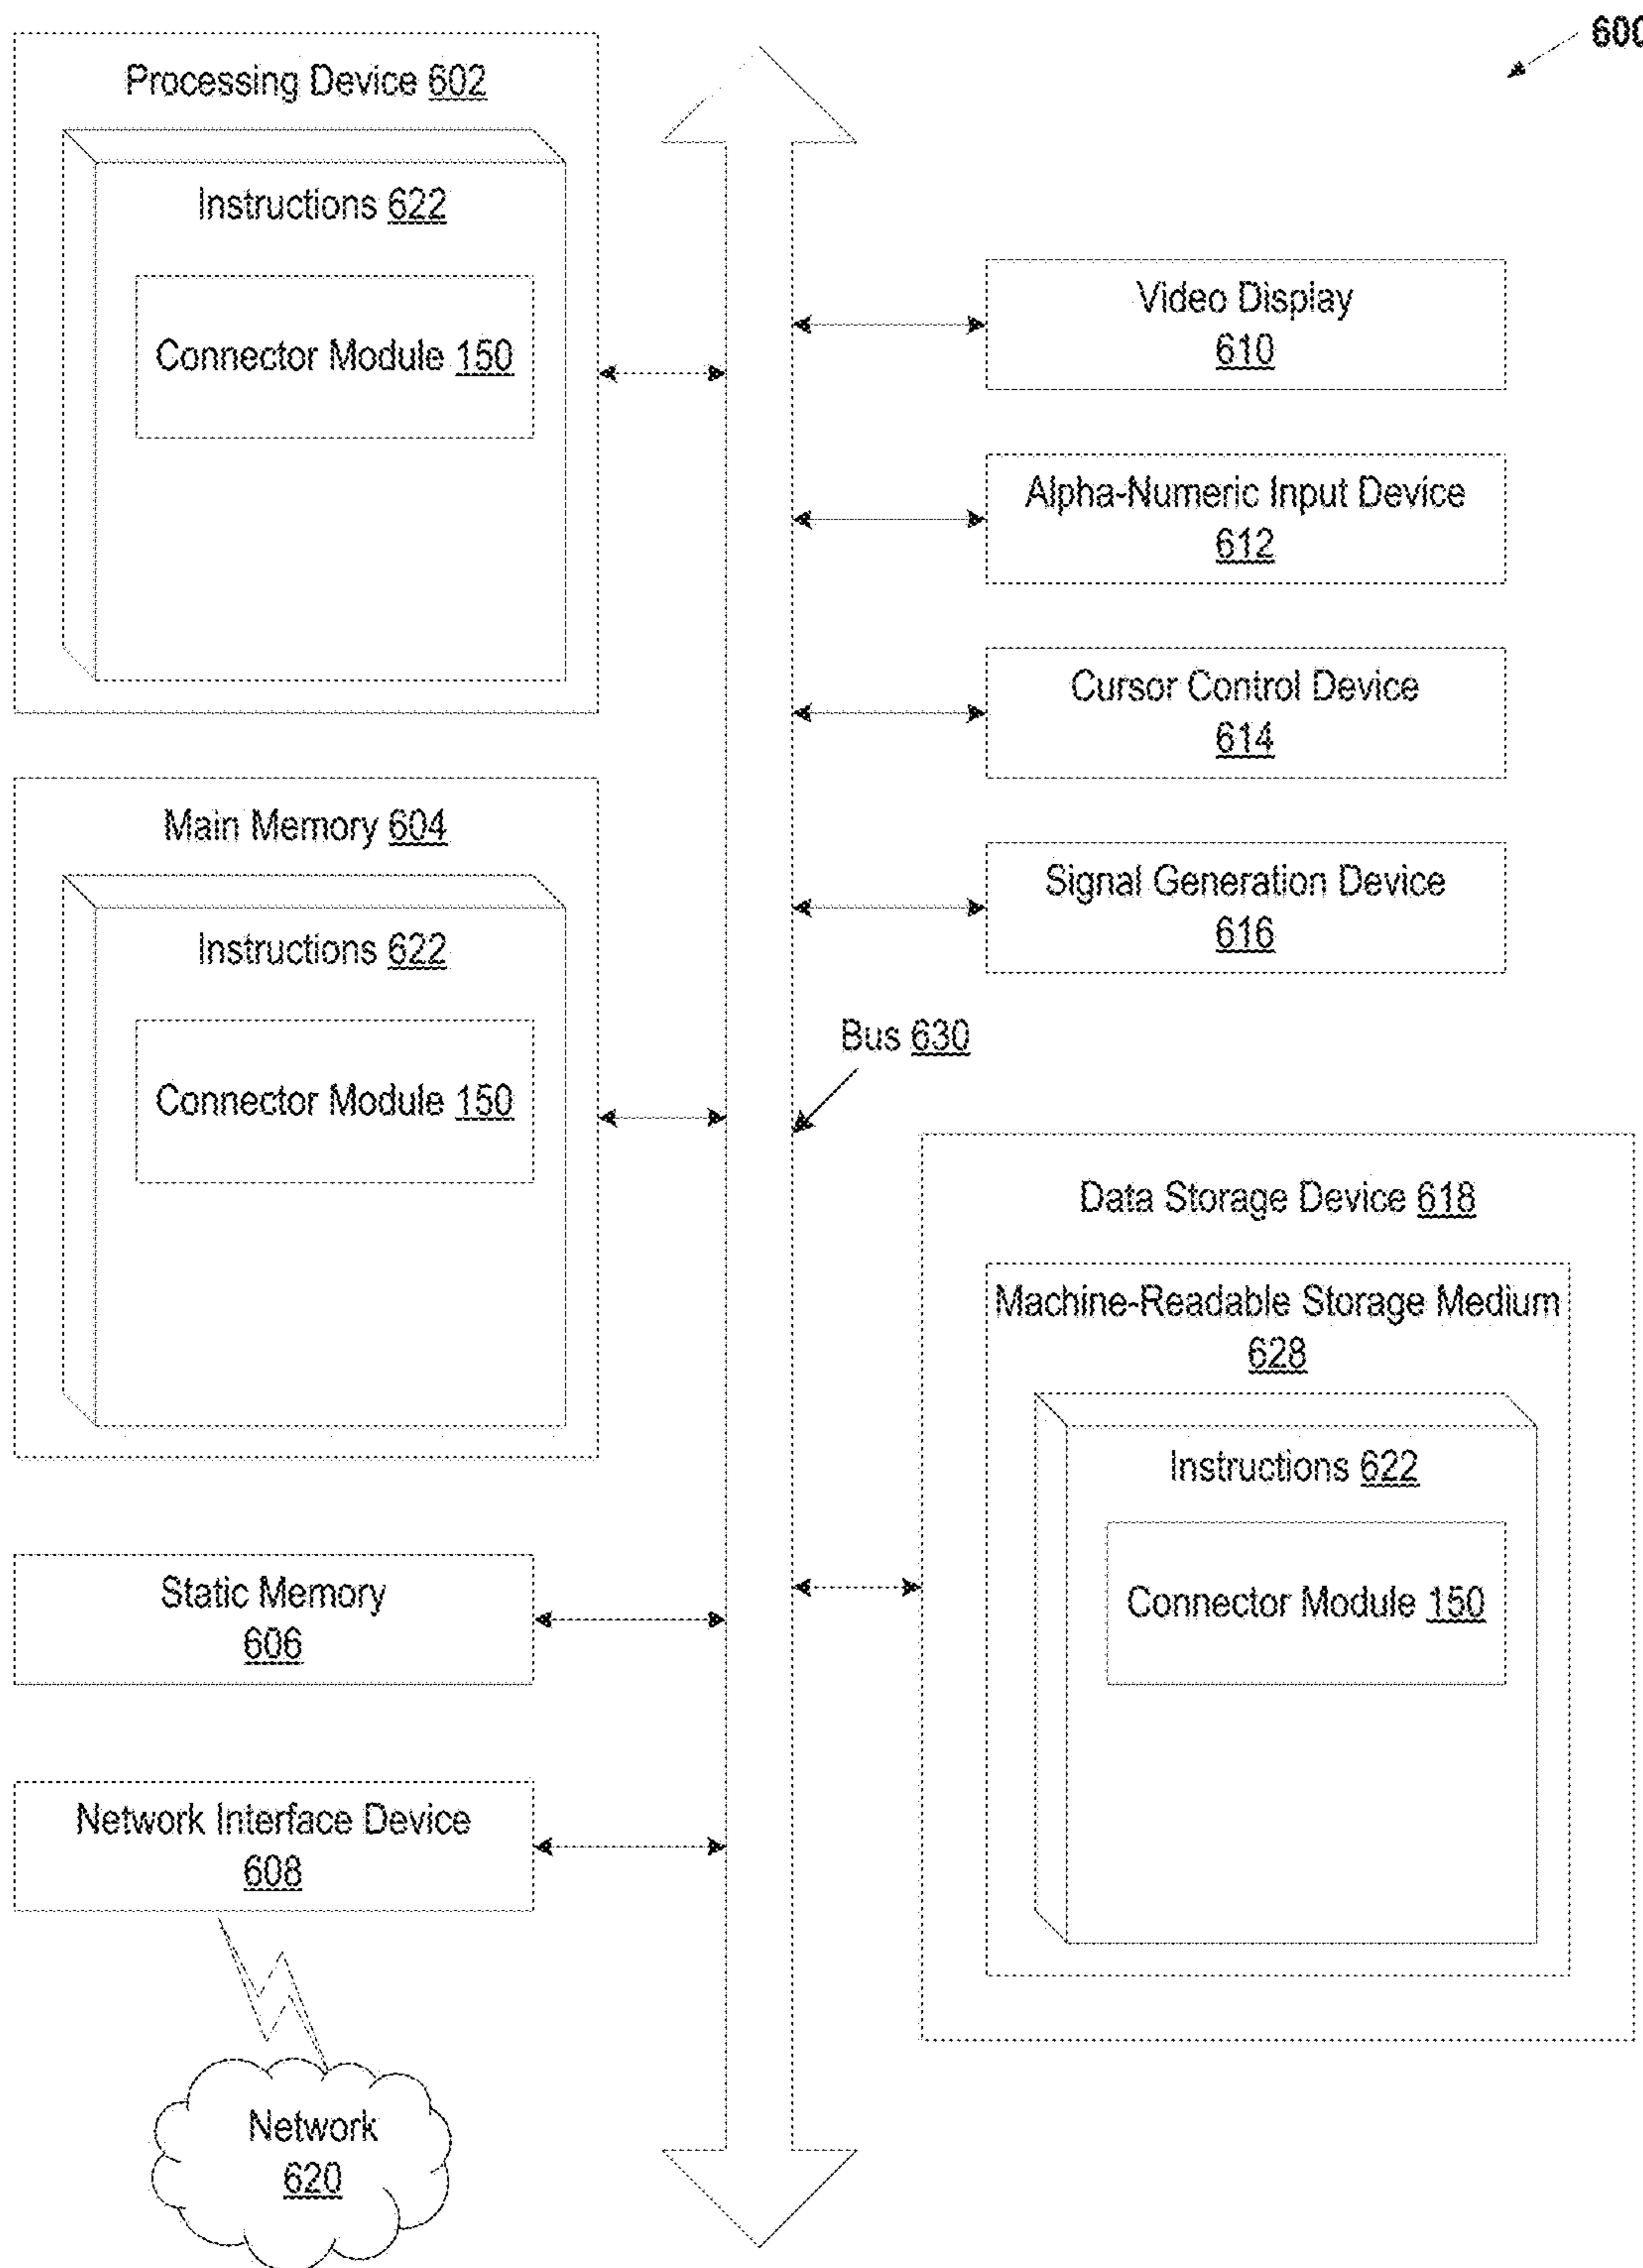 600
Processing Device 602
Instructions 622
Connector Module 150
Main Memory 604
Instructions 622
Connector Module 150
Static Memory
606
Network Interface Device
608
Network
620
Video Display
610
Alpha-Numeric Input Device
612
Cursor Control Device
614
Signal Generation Device
616
Bus 630
Data Storage Device 618
Machine-Readable Storage Medium
628
Instructions 622
Connector Module 150